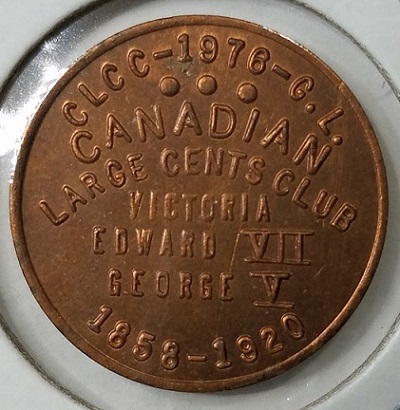 CLCC-1976-G.L.
CANADIAN
LARGE CENTS CLUB
VICTORIA
EDWARD VII
GEORGE V
1858-1920